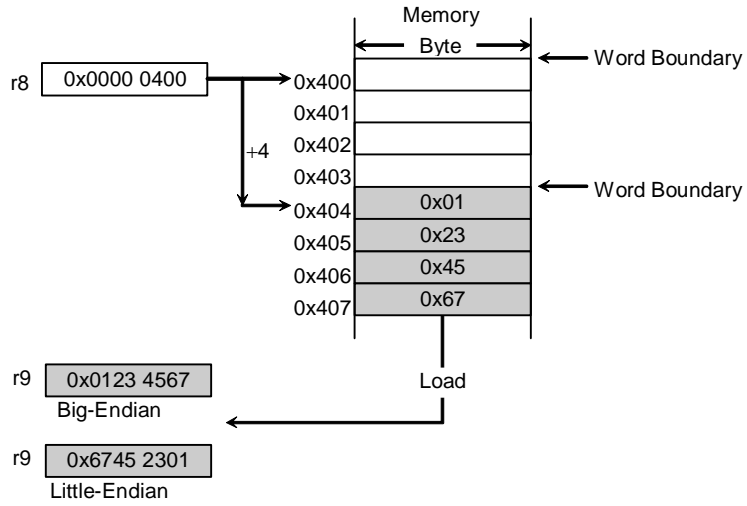 Memory
Byte
Word Boundary
r8 0x0000 0400
0x400
0x401
+4
0x402
0x403
Word Boundary
0x404 0x01
0x405 0x23
0x406 0x45
0x407 0x67
r9 0x0123 4567
Load
Big-Endian
r9 0x6745 2301
Little-Endian